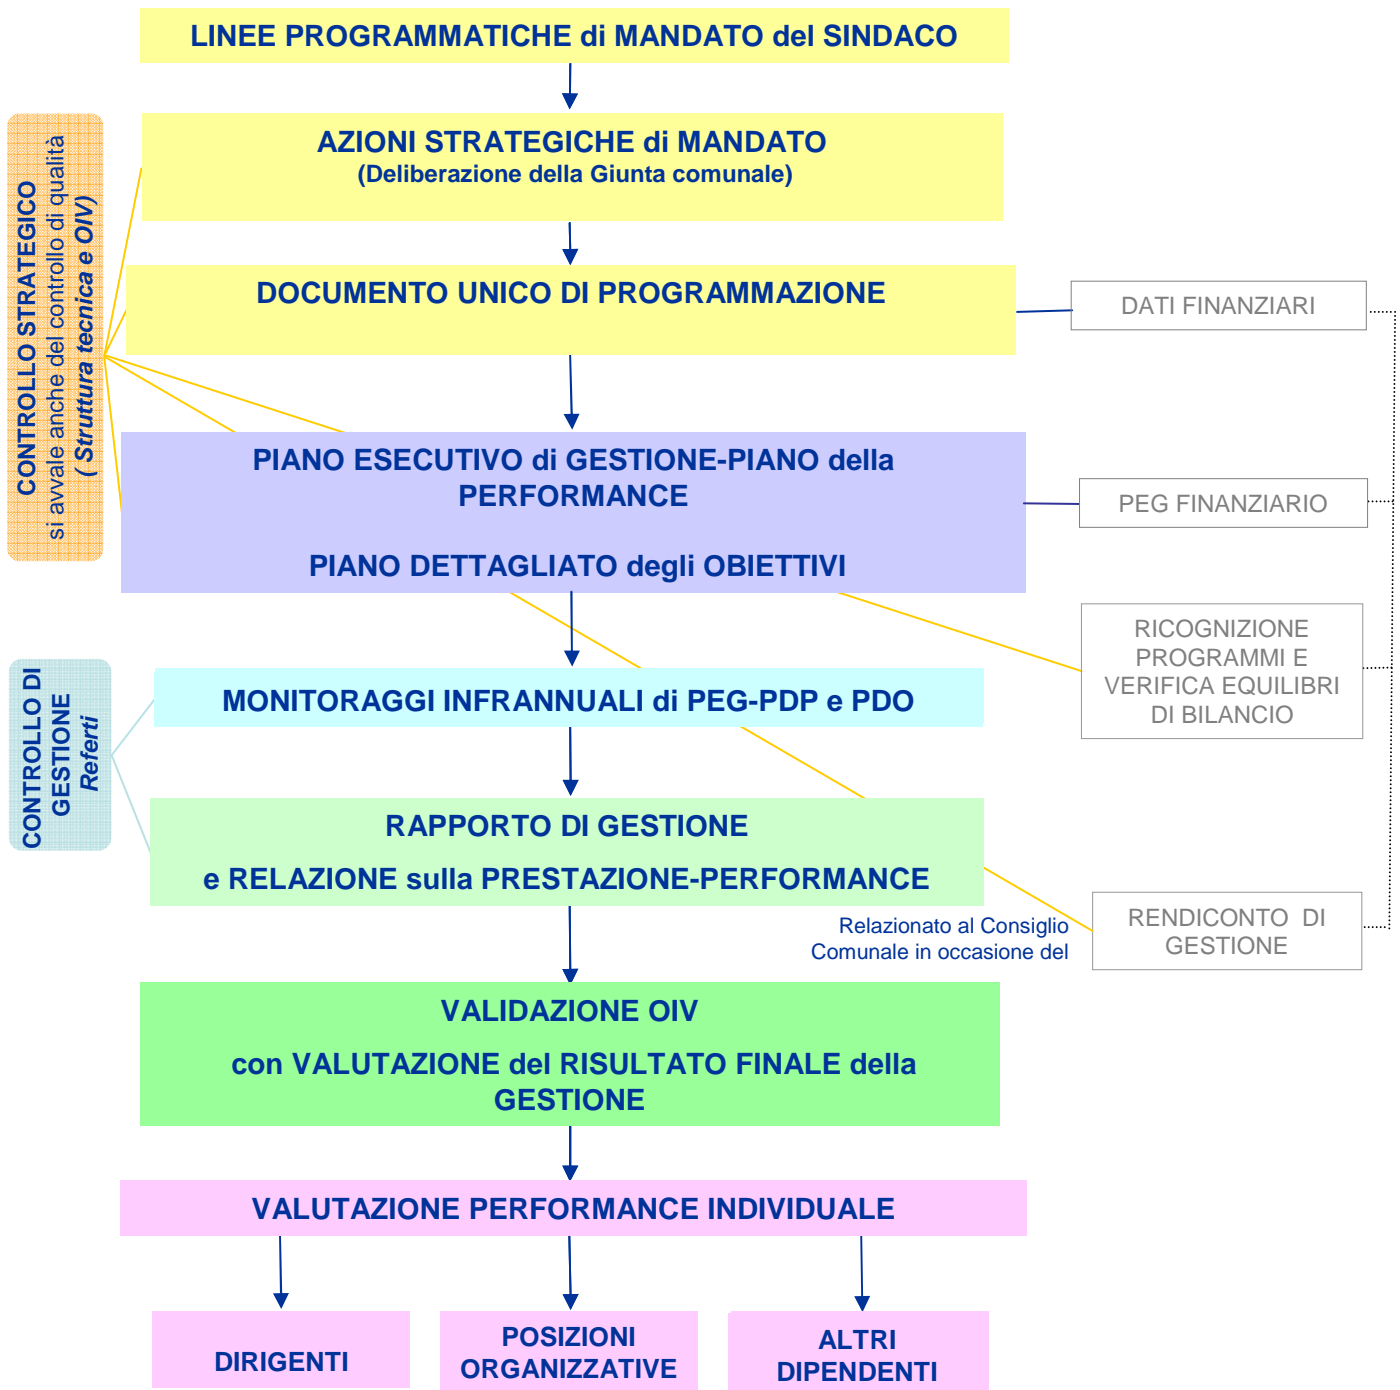 LINEE PROGRAMMATICHE di MANDATO del SINDACO
AZIONI STRATEGICHE di MANDATO
(Deliberazione della Giunta comunale)
CONTROLLO STRATEGICO
si avvale anche del controllo di qualità
( Struttura tecnica e OIV)
DOCUMENTO UNICO DI PROGRAMMAZIONE
DATI FINANZIARI
PIANO ESECUTIVO di GESTIONE-PIANO della
PERFORMANCE
PIANO DETTAGLIATO degli OBIETTIVI
PEG FINANZIARIO
RICOGNIZIONE
PROGRAMMI E
VERIFICA EQUILIBRI
DI BILANCIO
CONTROLLO DI
GESTIONE
Referti
MONITORAGGI INFRANNUALI di PEG-PDP e PDO
RAPPORTO DI GESTIONE
e RELAZIONE sulla PRESTAZIONE-PERFORMANCE
Relazionato al Consiglio
Comunale in occasione del
RENDICONTO DI
GESTIONE
VALIDAZIONE OIV
con VALUTAZIONE del RISULTATO FINALE della
GESTIONE
VALUTAZIONE PERFORMANCE INDIVIDUALE
DIRIGENTI
POSIZIONI
ORGANIZZATIVE
ALTRI
DIPENDENTI